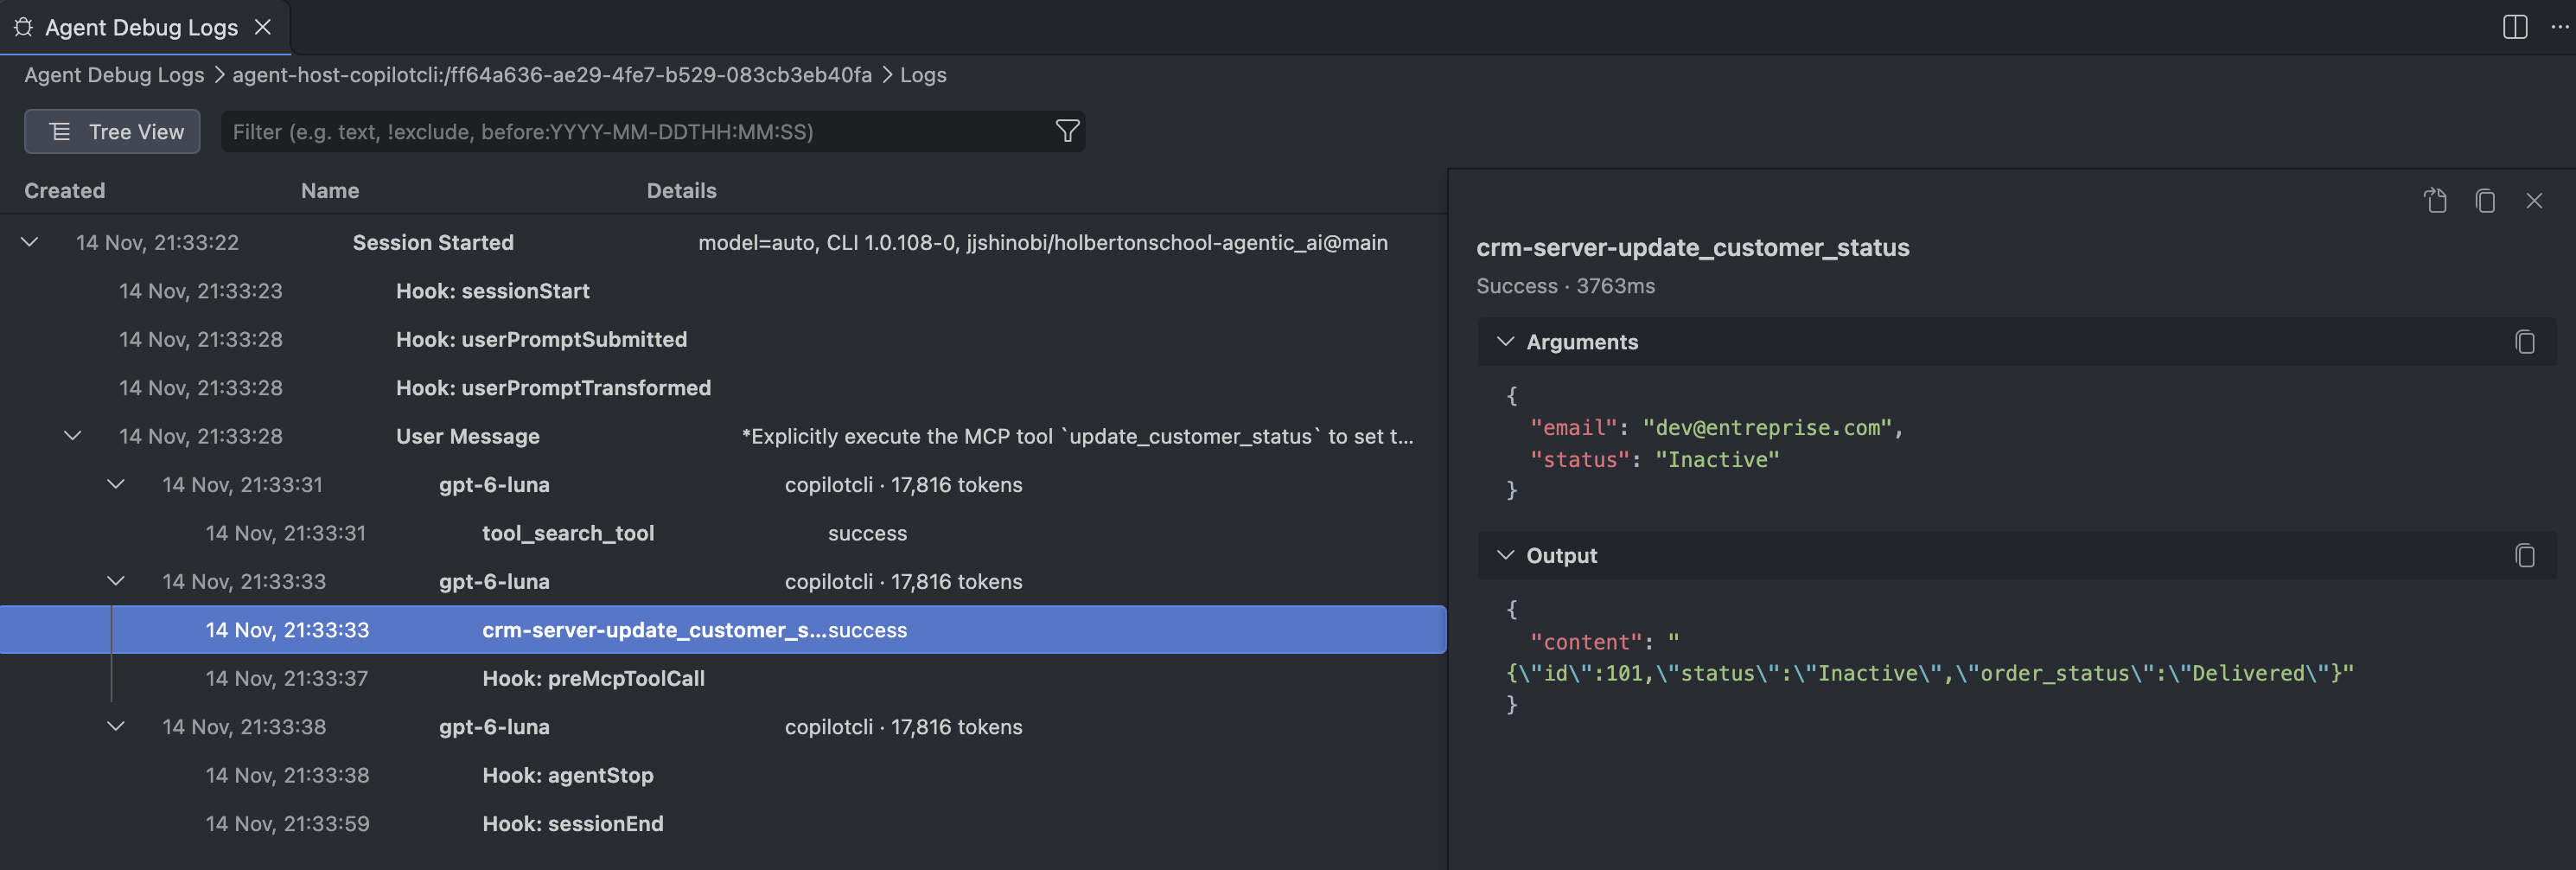 Agent Debug Logs
Agent Debug Logs > agent-host-copilotcli:/ff64a636-ae29-4fe7-b529-083cb3eb40fa > Logs
Tree View Filter (e.g. text, !exclude, before:YYYY-MM-DDTHH:MM:SS)
Created Name Details
14 Nov, 21:33:22 Session Started model=auto, CLI 1.0.108-0, jjshinobi/holbertonschool-agentic_ai@main
14 Nov, 21:33:23 Hook: sessionStart
14 Nov, 21:33:28 Hook: userPromptSubmitted
14 Nov, 21:33:28 Hook: userPromptTransformed
14 Nov, 21:33:28 User Message *Explicitly execute the MCP tool `update_customer_status` to set t...
14 Nov, 21:33:31 gpt-6-luna copilotcli · 17,816 tokens
14 Nov, 21:33:31 tool_search_tool success
14 Nov, 21:33:33 gpt-6-luna copilotcli · 17,816 tokens
14 Nov, 21:33:33 crm-server-update_customer_s... success
14 Nov, 21:33:37 Hook: preMcpToolCall
14 Nov, 21:33:38 gpt-6-luna copilotcli · 17,816 tokens
14 Nov, 21:33:38 Hook: agentStop
14 Nov, 21:33:59 Hook: sessionEnd
crm-server-update_customer_status
Success · 3763ms
Arguments
{
"email": "dev@entreprise.com",
"status": "Inactive"
}
Output
{
"content": "
{\"id\":101,\"status\":\"Inactive\",\"order_status\":\"Delivered\"}"
}